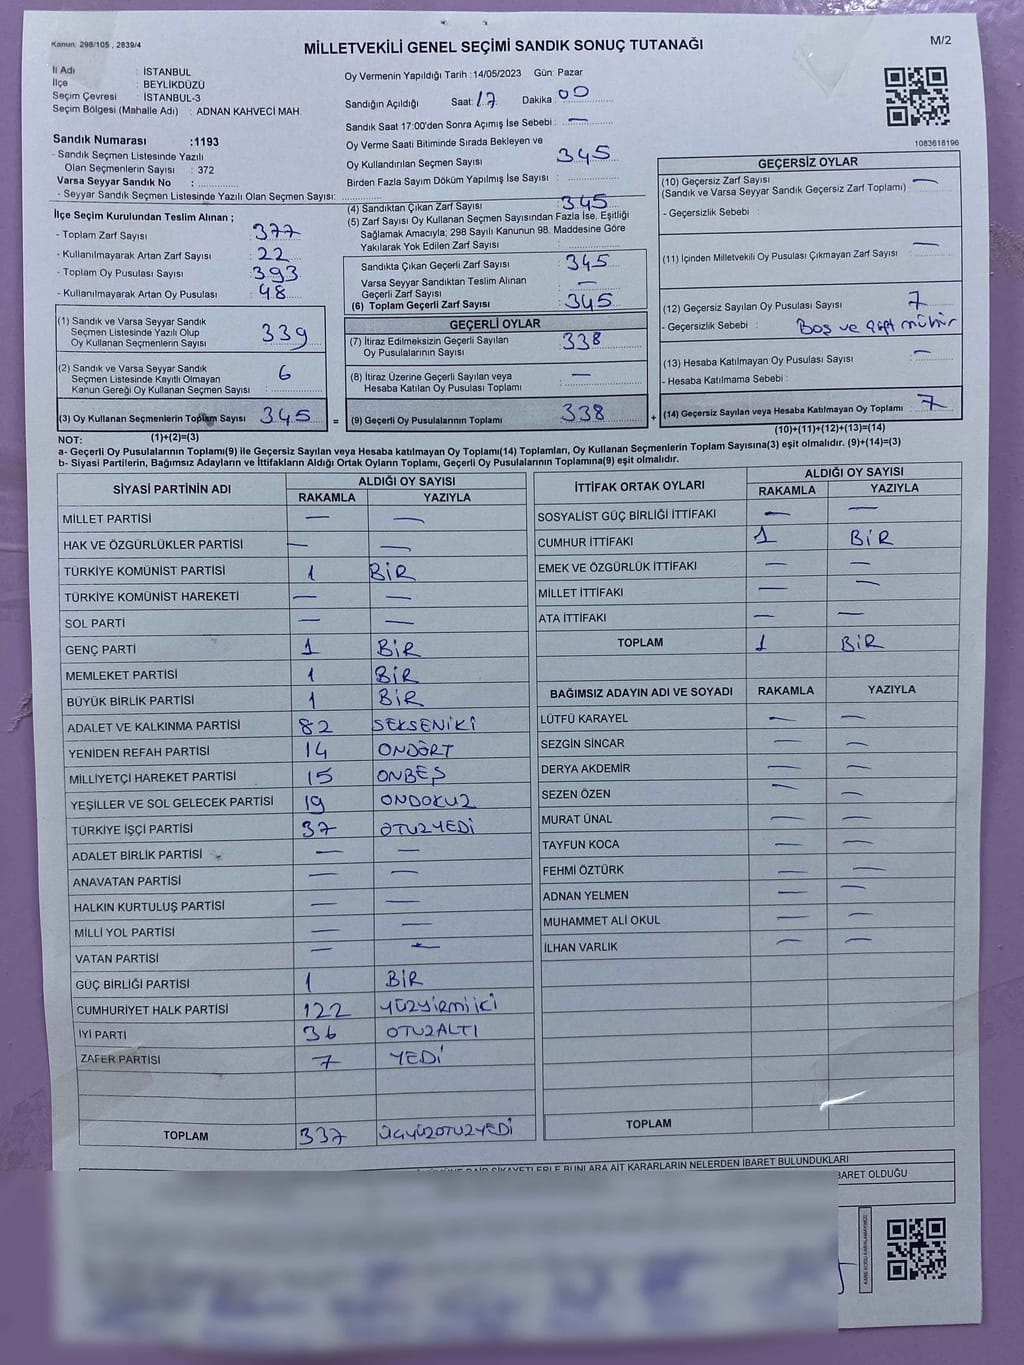 Kanun: 298/105 , 2839/4
MİLLETVEKİLİ GENEL SEÇİMİ SANDIK SONUÇ TUTANAĞI
M/2
İl Adı : İSTANBUL
İlçe : BEYLİKDÜZÜ
Seçim Çevresi : İSTANBUL-3
Seçim Bölgesi (Mahalle Adı) : ADNAN KAHVECİ MAH
Sandık Numarası :1193
- Sandık Seçmen Listesinde Yazılı
Olan Seçmenlerin Sayısı : 372
Varsa Seyyar Sandık No :
- Seyyar Sandık Seçmen Listesinde Yazılı Olan Seçmen Sayısı:
İlçe Seçim Kurulundan Teslim Alınan ;
- Toplam Zarf Sayısı : 377
- Kullanılmayarak Artan Zarf Sayısı : 22
- Toplam Oy Pusulası Sayısı : 393
- Kullanılmayarak Artan Oy Pusulası : 48
(1) Sandık ve Varsa Seyyar Sandık
Seçmen Listesinde Yazılı Olup
Oy Kullanan Seçmenlerin Sayısı : 339
(2) Sandık ve Varsa Seyyar Sandık
Seçmen Listesinde Kayıtlı Olmayan
Kanun Gereği Oy Kullanan Seçmen Sayısı : 6
(3) Oy Kullanan Seçmenlerin Toplam Sayısı : 345 =
(1)+(2)=(3)
Oy Vermenin Yapıldığı Tarih :14/05/2023 Gün: Pazar
Sandığın Açıldığı Saat: 17 Dakika : 00
Sandık Saat 17:00'den Sonra Açımış İse Sebebi : —
Oy Verme Saati Bitiminde Sırada Bekleyen ve
Oy Kullandırılan Seçmen Sayısı : 345
Birden Fazla Sayım Döküm Yapılmış İse Sayısı :
(4) Sandıktan Çıkan Zarf Sayısı : 345
(5) Zarf Sayısı Oy Kullanan Seçmen Sayısından Fazla İse, Eşitliği
Sağlamak Amacıyla; 298 Sayılı Kanunun 98. Maddesine Göre
Yakılarak Yok Edilen Zarf Sayısı :
Sandıkta Çıkan Geçerli Zarf Sayısı : 345
Varsa Seyyar Sandıktan Teslim Alınan
Geçerli Zarf Sayısı : —
(6) Toplam Geçerli Zarf Sayısı : 345
GEÇERLİ OYLAR
(7) İtiraz Edilmeksizin Geçerli Sayılan
Oy Pusulalarının Sayısı : 338
(8) İtiraz Üzerine Geçerli Sayılan veya
Hesaba Katılan Oy Pusulası Toplamı : —
(9) Geçerli Oy Pusulalarının Toplamı : 338 +
1083618196
GEÇERSİZ OYLAR
(10) Geçersiz Zarf Sayısı : —
(Sandık ve Varsa Seyyar Sandık Geçersiz Zarf Toplamı)
- Geçersizlik Sebebi :
(11) İçinden Milletvekili Oy Pusulası Çıkmayan Zarf Sayısı : —
(12) Geçersiz Sayılan Oy Pusulası Sayısı : 7
- Geçersizlik Sebebi : Boş ve çift mühür
(13) Hesaba Katılmayan Oy Pusulası Sayısı : —
- Hesaba Katılmama Sebebi :
(14) Geçersiz Sayılan veya Hesaba Katılmayan Oy Toplamı : 7
(10)+(11)+(12)+(13)=(14)
NOT:
a- Geçerli Oy Pusulalarının Toplamı(9) ile Geçersiz Sayılan veya Hesaba katılmayan Oy Toplamı(14) Toplamları, Oy Kullanan Seçmenlerin Toplam Sayısına(3) eşit olmalıdır. (9)+(14)=(3)
b- Siyasi Partilerin, Bağımsız Adayların ve İttifakların Aldığı Ortak Oyların Toplamı, Geçerli Oy Pusulalarının Toplamına(9) eşit olmalıdır.
SİYASİ PARTİNİN ADI ALDIĞI OY SAYISI
RAKAMLA YAZIYLA
MİLLET PARTİSİ — —
HAK VE ÖZGÜRLÜKLER PARTİSİ — —
TÜRKİYE KOMÜNİST PARTİSİ 1 BİR
TÜRKİYE KOMÜNİST HAREKETİ — —
SOL PARTİ — —
GENÇ PARTİ 1 BİR
MEMLEKET PARTİSİ 1 BİR
BÜYÜK BİRLİK PARTİSİ 1 BİR
ADALET VE KALKINMA PARTİSİ 82 SEKSENİKİ
YENİDEN REFAH PARTİSİ 14 ONDÖRT
MİLLİYETÇİ HAREKET PARTİSİ 15 ONBEŞ
YEŞİLLER VE SOL GELECEK PARTİSİ 19 ONDOKUZ
TÜRKİYE İŞÇİ PARTİSİ 37 OTUZYEDİ
ADALET BİRLİK PARTİSİ — —
ANAVATAN PARTİSİ — —
HALKIN KURTULUŞ PARTİSİ — —
MİLLİ YOL PARTİSİ — —
VATAN PARTİSİ — —
GÜÇ BİRLİĞİ PARTİSİ 1 BİR
CUMHURİYET HALK PARTİSİ 122 YÜZYİRMİİKİ
İYİ PARTİ 36 OTUZALTI
ZAFER PARTİSİ 7 YEDİ
TOPLAM 337 ÜÇYÜZOTUZYEDİ
İTTİFAK ORTAK OYLARI ALDIĞI OY SAYISI
RAKAMLA YAZIYLA
SOSYALİST GÜÇ BİRLİĞİ İTTİFAKI — —
CUMHUR İTTİFAKI 1 BİR
EMEK VE ÖZGÜRLÜK İTTİFAKI — —
MİLLET İTTİFAKI — —
ATA İTTİFAKI — —
TOPLAM 1 BİR
BAĞIMSIZ ADAYIN ADI VE SOYADI RAKAMLA YAZIYLA
LÜTFÜ KARAYEL — —
SEZGİN SİNCAR — —
DERYA AKDEMİR — —
SEZEN ÖZEN — —
MURAT ÜNAL — —
TAYFUN KOCA — —
FEHMİ ÖZTÜRK — —
ADNAN YELMEN — —
MUHAMMET ALİ OKUL — —
İLHAN VARLIK — —
TOPLAM
ŞİKAYETLERLE BUNLARA AİT KARARLARIN NELERDEN İBARET BULUNDUKLARI
BARET OLDUĞU